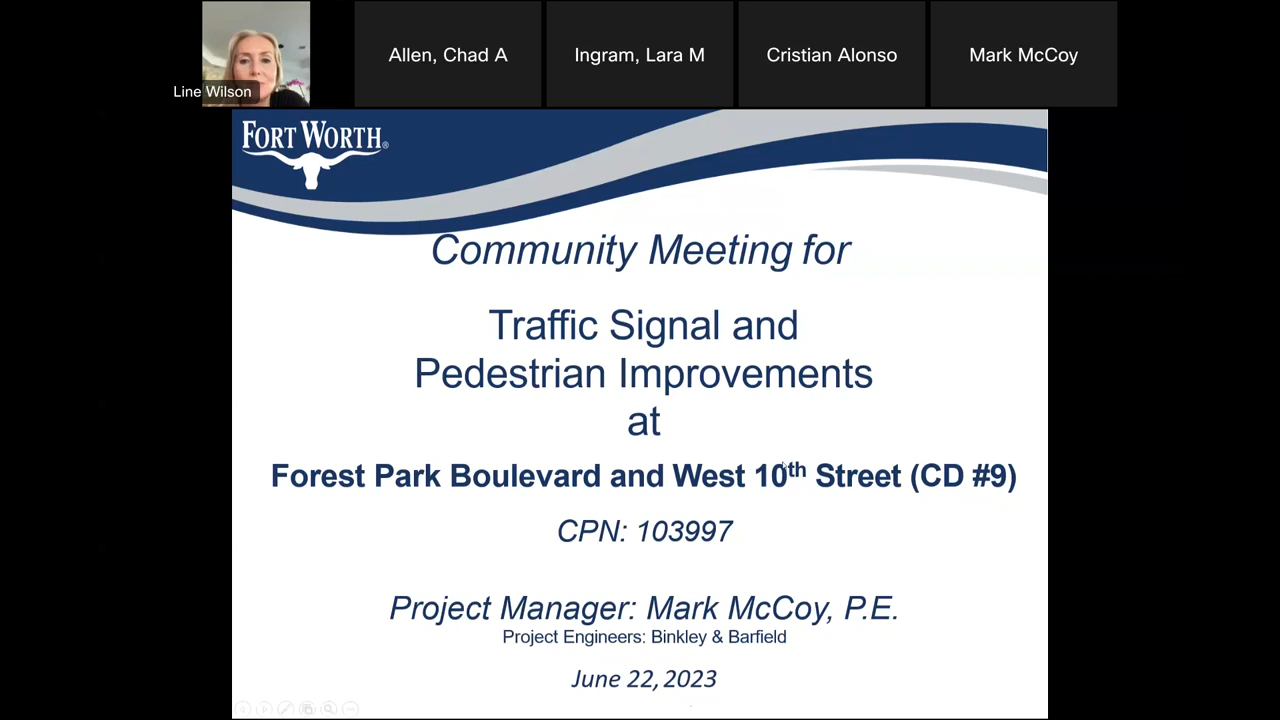 Line Wilson
Allen, Chad A
Ingram, Lara M
Cristian Alonso
Mark McCoy
FORT WORTH®
Community Meeting for
Traffic Signal and
Pedestrian Improvements
at
Forest Park Boulevard and West 10th Street (CD #9)
CPN: 103997
Project Manager: Mark McCoy, P.E.
Project Engineers: Binkley & Barfield
June 22, 2023